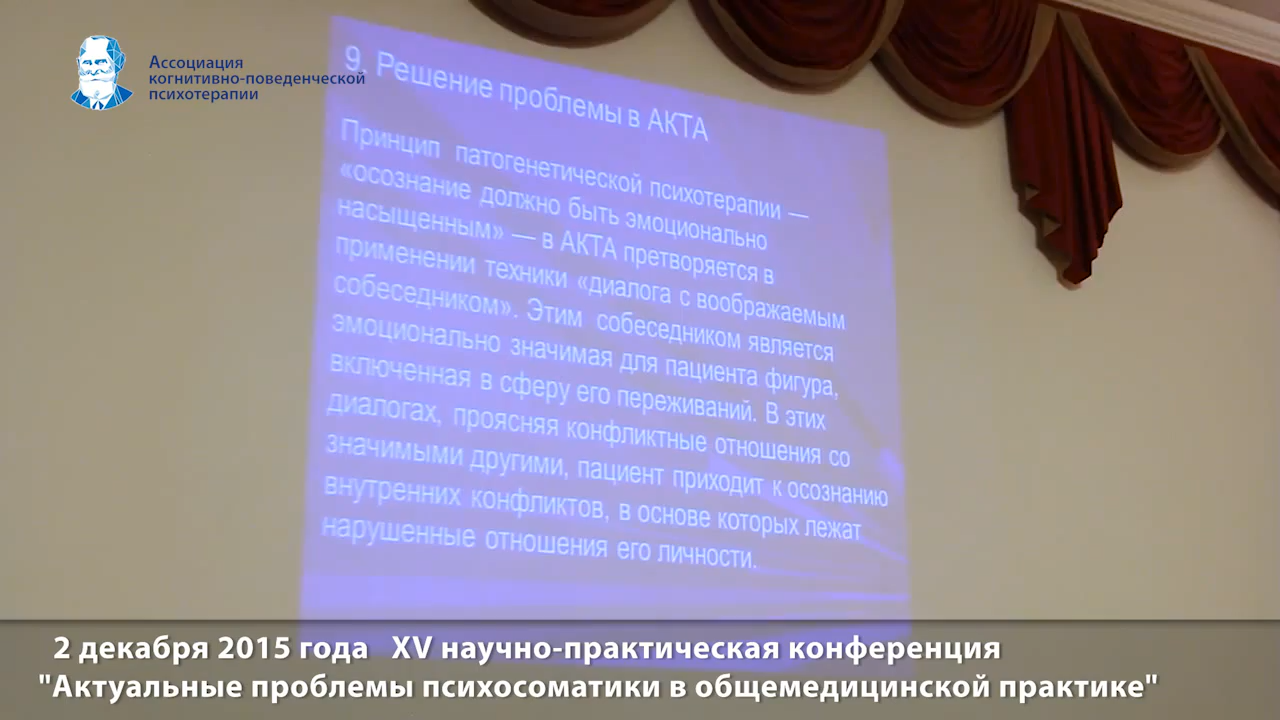 Ассоциация
когнитивно-поведенческой
психотерапии
9. Решение проблемы в АКТА
Принцип патогенетической психотерапии —
«осознание должно быть эмоционально
насыщенным» — в АКТА претворяется в
применении техники «диалога с воображаемым
собеседником». Этим собеседником является
эмоционально значимая для пациента фигура,
включенная в сферу его переживаний. В этих
диалогах, проясняя конфликтные отношения со
значимыми другими, пациент приходит к осознанию
внутренних конфликтов, в основе которых лежат
нарушенные отношения его личности.
2 декабря 2015 года XV научно-практическая конференция
"Актуальные проблемы психосоматики в общемедицинской практике"